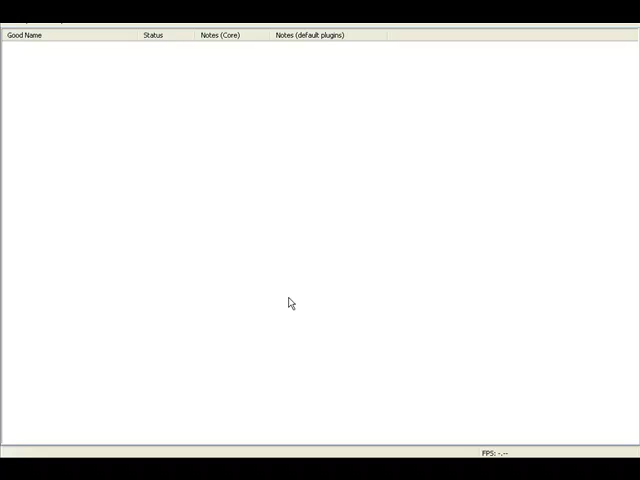 Good Name Status Notes (Core) Notes (default plugins)
FPS: -.--